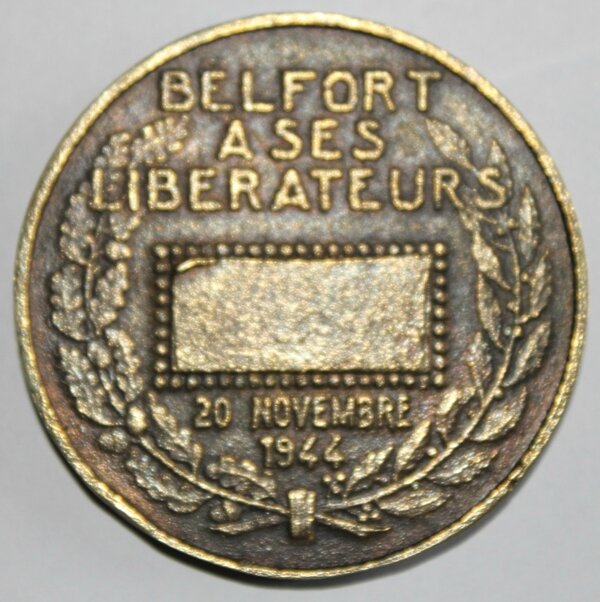 BELFORT
A SES
LIBERATEURS
20 NOVEMBRE
1944